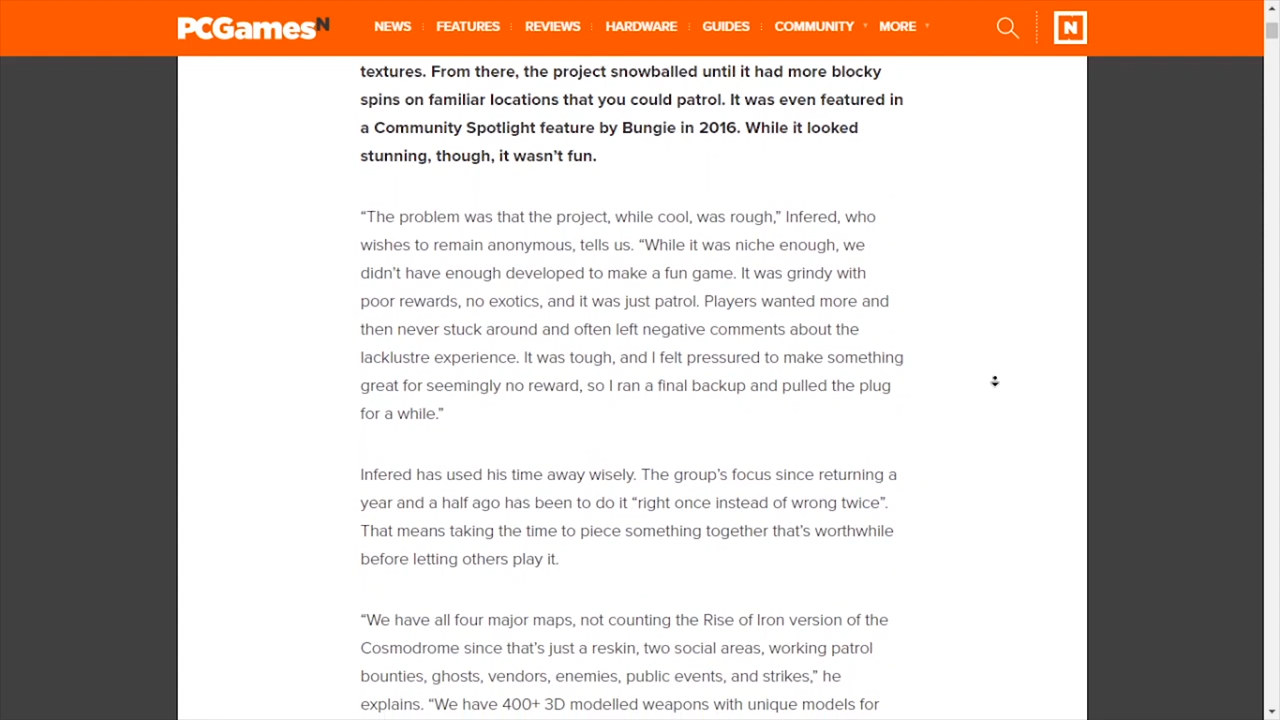 PCGamesN NEWS FEATURES REVIEWS HARDWARE GUIDES COMMUNITY MORE N
textures. From there, the project snowballed until it had more blocky
spins on familiar locations that you could patrol. It was even featured in
a Community Spotlight feature by Bungie in 2016. While it looked
stunning, though, it wasn’t fun.
“The problem was that the project, while cool, was rough,” Infered, who
wishes to remain anonymous, tells us. “While it was niche enough, we
didn’t have enough developed to make a fun game. It was grindy with
poor rewards, no exotics, and it was just patrol. Players wanted more and
then never stuck around and often left negative comments about the
lacklustre experience. It was tough, and I felt pressured to make something
great for seemingly no reward, so I ran a final backup and pulled the plug
for a while.”
Infered has used his time away wisely. The group’s focus since returning a
year and a half ago has been to do it “right once instead of wrong twice”.
That means taking the time to piece something together that’s worthwhile
before letting others play it.
“We have all four major maps, not counting the Rise of Iron version of the
Cosmodrome since that’s just a reskin, two social areas, working patrol
bounties, ghosts, vendors, enemies, public events, and strikes,” he
explains. “We have 400+ 3D modelled weapons with unique models for